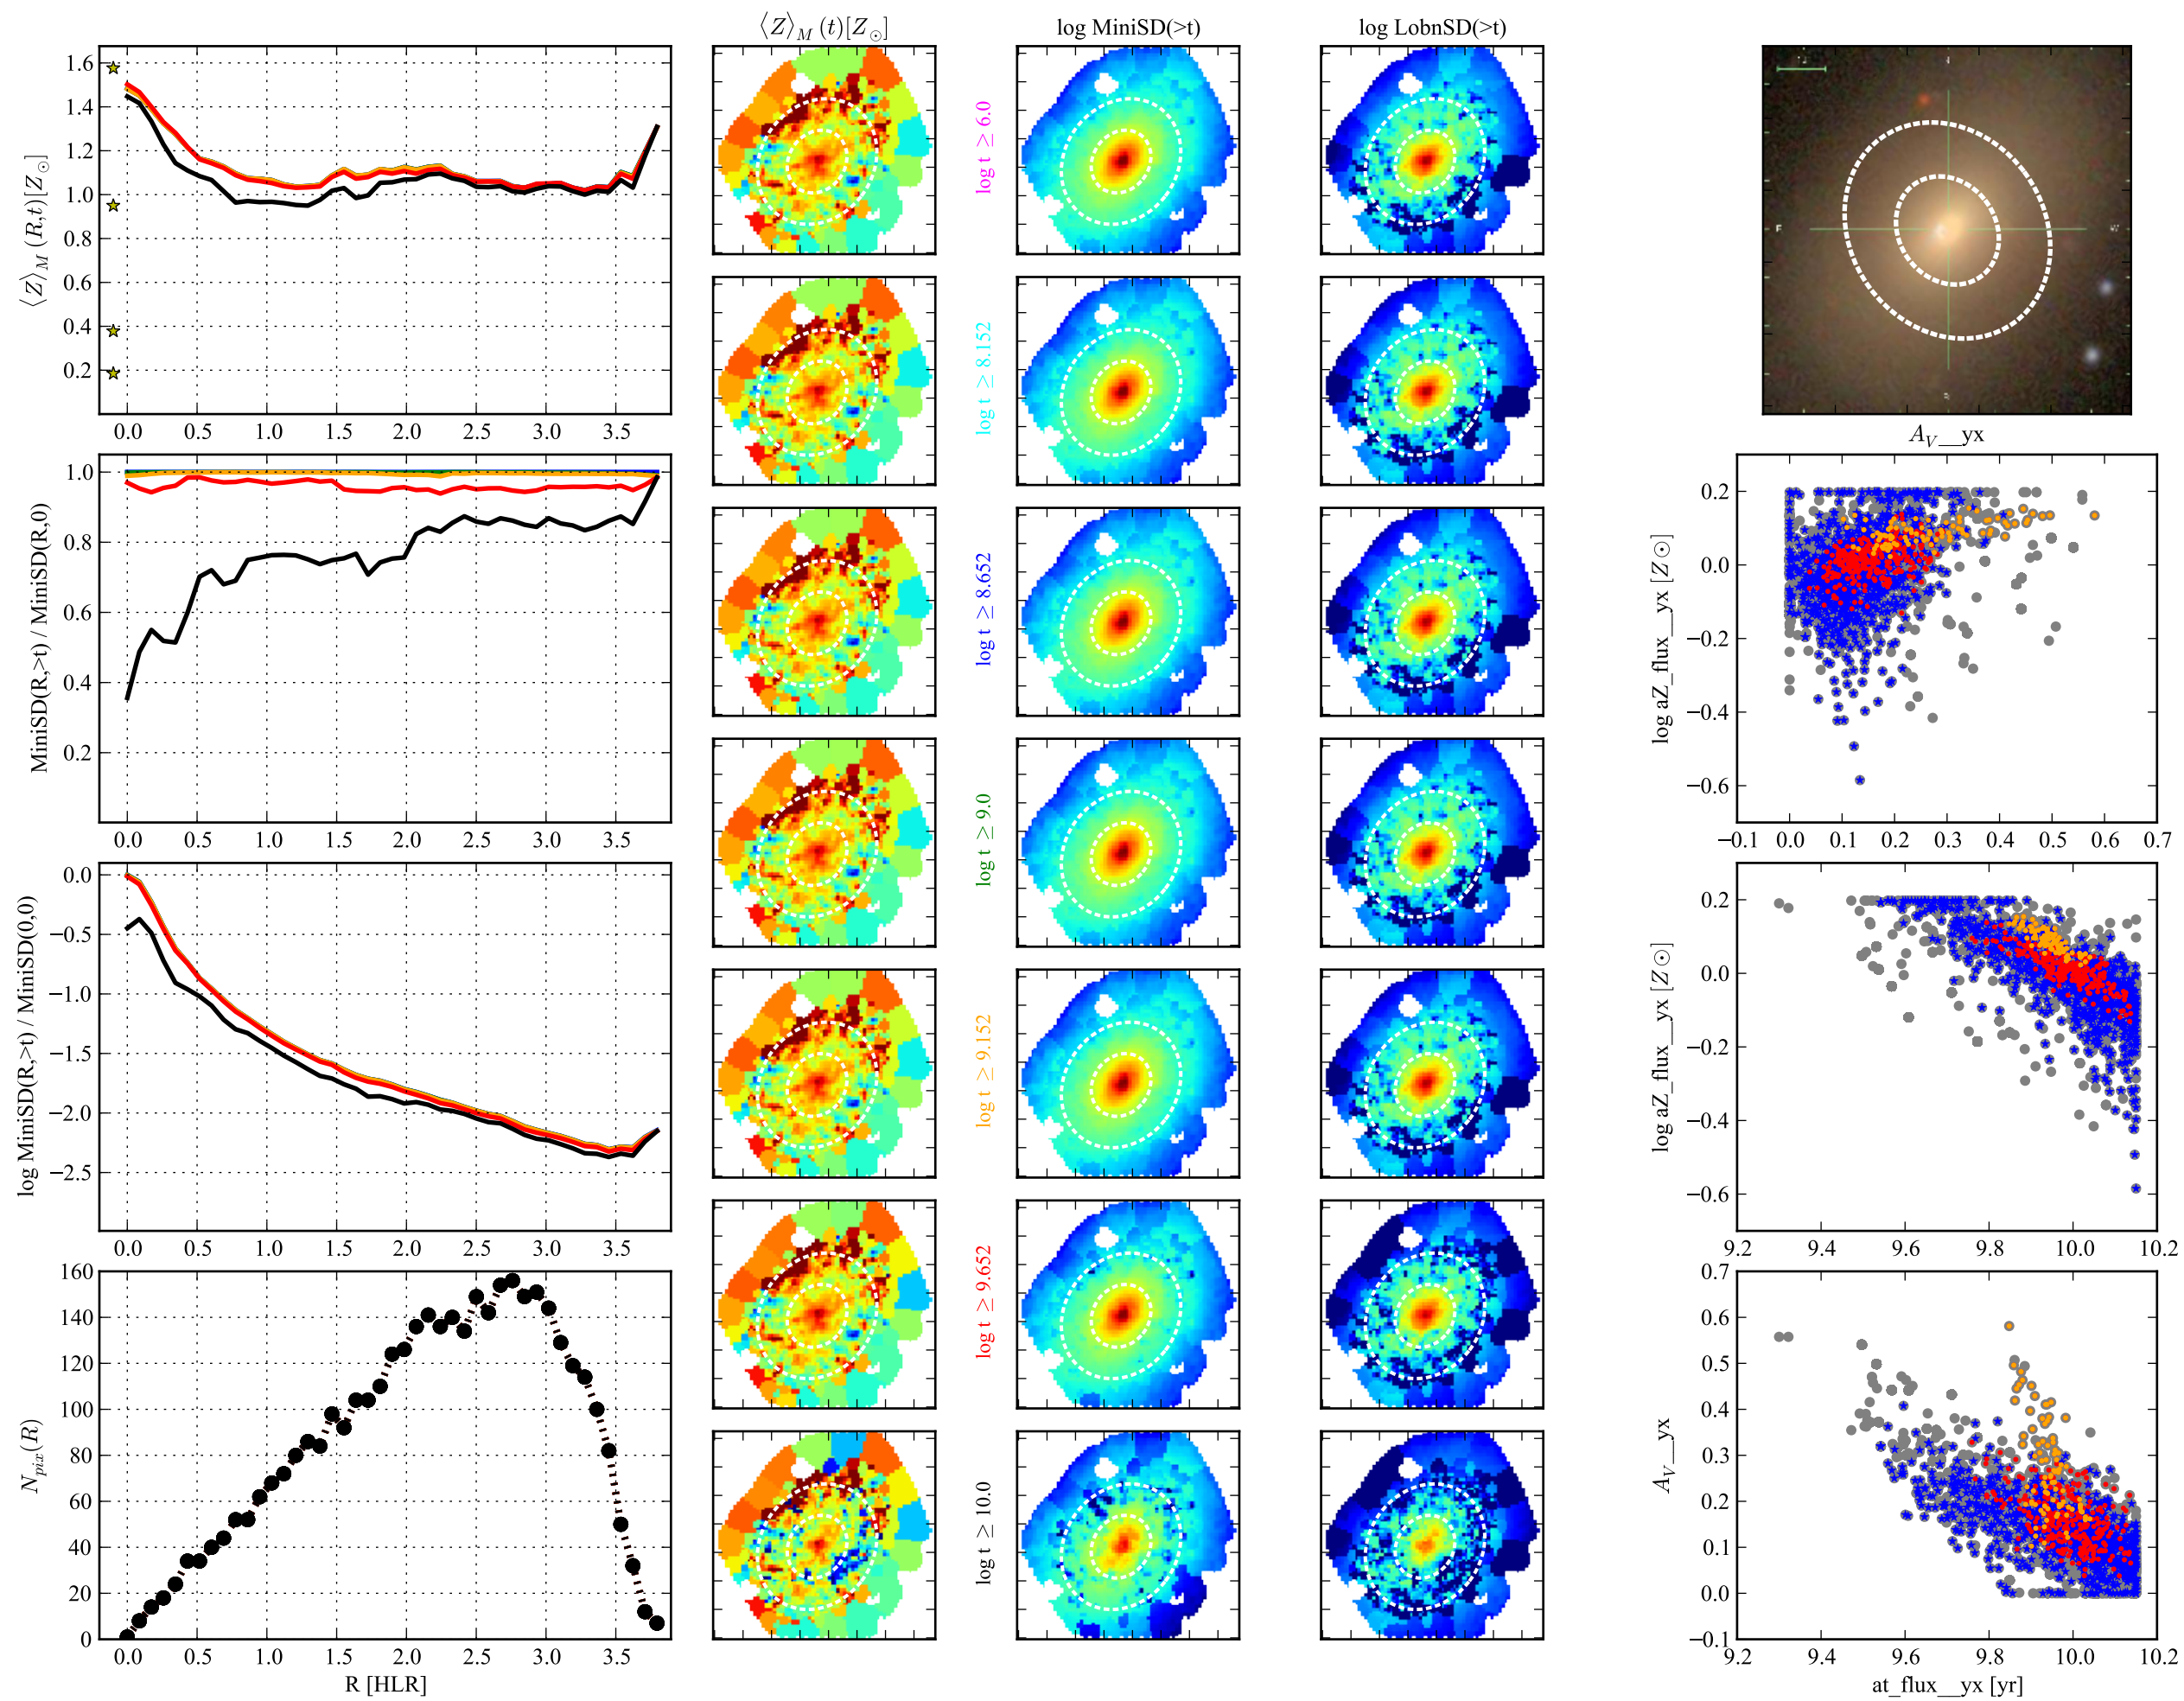 ⟨Z⟩_M (t)[Z_⊙]
log MiniSD(>t)
log LobnSD(>t)
⟨Z⟩_M (R,t)[Z_⊙]
1.6
1.4
1.2
1.0
0.8
0.6
0.4
0.2
0.0 0.5 1.0 1.5 2.0 2.5 3.0 3.5
MiniSD(R,>t) / MiniSD(R,0)
1.0
0.8
0.6
0.4
0.2
0.0 0.5 1.0 1.5 2.0 2.5 3.0 3.5
log MiniSD(R,>t) / MiniSD(0,0)
0.0
−0.5
−1.0
−1.5
−2.0
−2.5
0.0 0.5 1.0 1.5 2.0 2.5 3.0 3.5
N_pix(R)
160
140
120
100
80
60
40
20
0
0.0 0.5 1.0 1.5 2.0 2.5 3.0 3.5
R [HLR]
log t ≥ 6.0
log t ≥ 8.152
log t ≥ 8.652
log t ≥ 9.0
log t ≥ 9.152
log t ≥ 9.652
log t ≥ 10.0
F
A_V__yx
log aZ_flux__yx [Z⊙]
0.2
0.0
−0.2
−0.4
−0.6
−0.1 0.0 0.1 0.2 0.3 0.4 0.5 0.6 0.7
log aZ_flux__yx [Z⊙]
0.2
0.0
−0.2
−0.4
−0.6
9.2 9.4 9.6 9.8 10.0 10.2
A_V__yx
0.7
0.6
0.5
0.4
0.3
0.2
0.1
0.0
−0.1
9.2 9.4 9.6 9.8 10.0 10.2
at_flux__yx [yr]